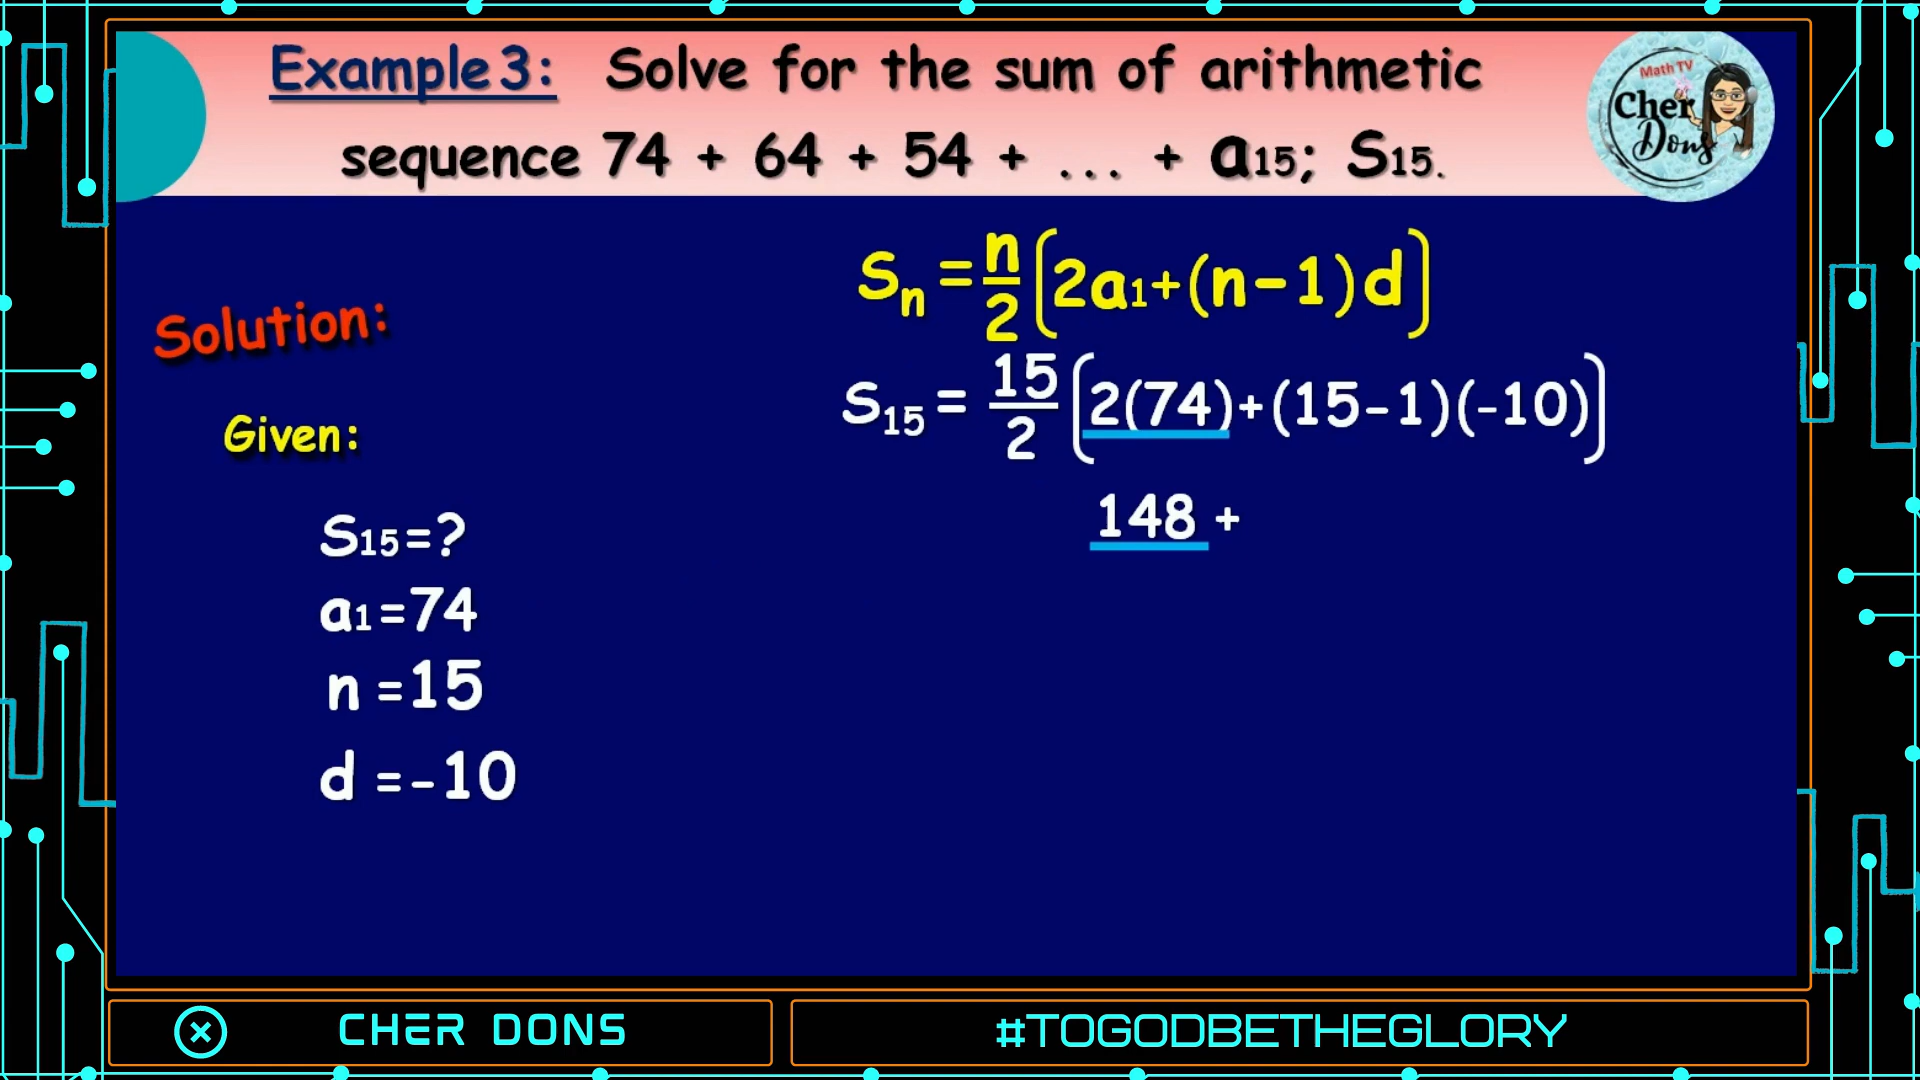 Example 3: Solve for the sum of arithmetic
sequence 74 + 64 + 54 + ... + a₁₅; S₁₅.
Math TV
Cher
Dons
Solution:
Given:
S₁₅=?
a₁=74
n =15
d =-10
Sₙ = n/2 [2a₁+(n-1)d]
S₁₅ = 15/2 [2(74)+(15-1)(-10)]
148 +
CHER DONS
#TOGODBETHEGLORY